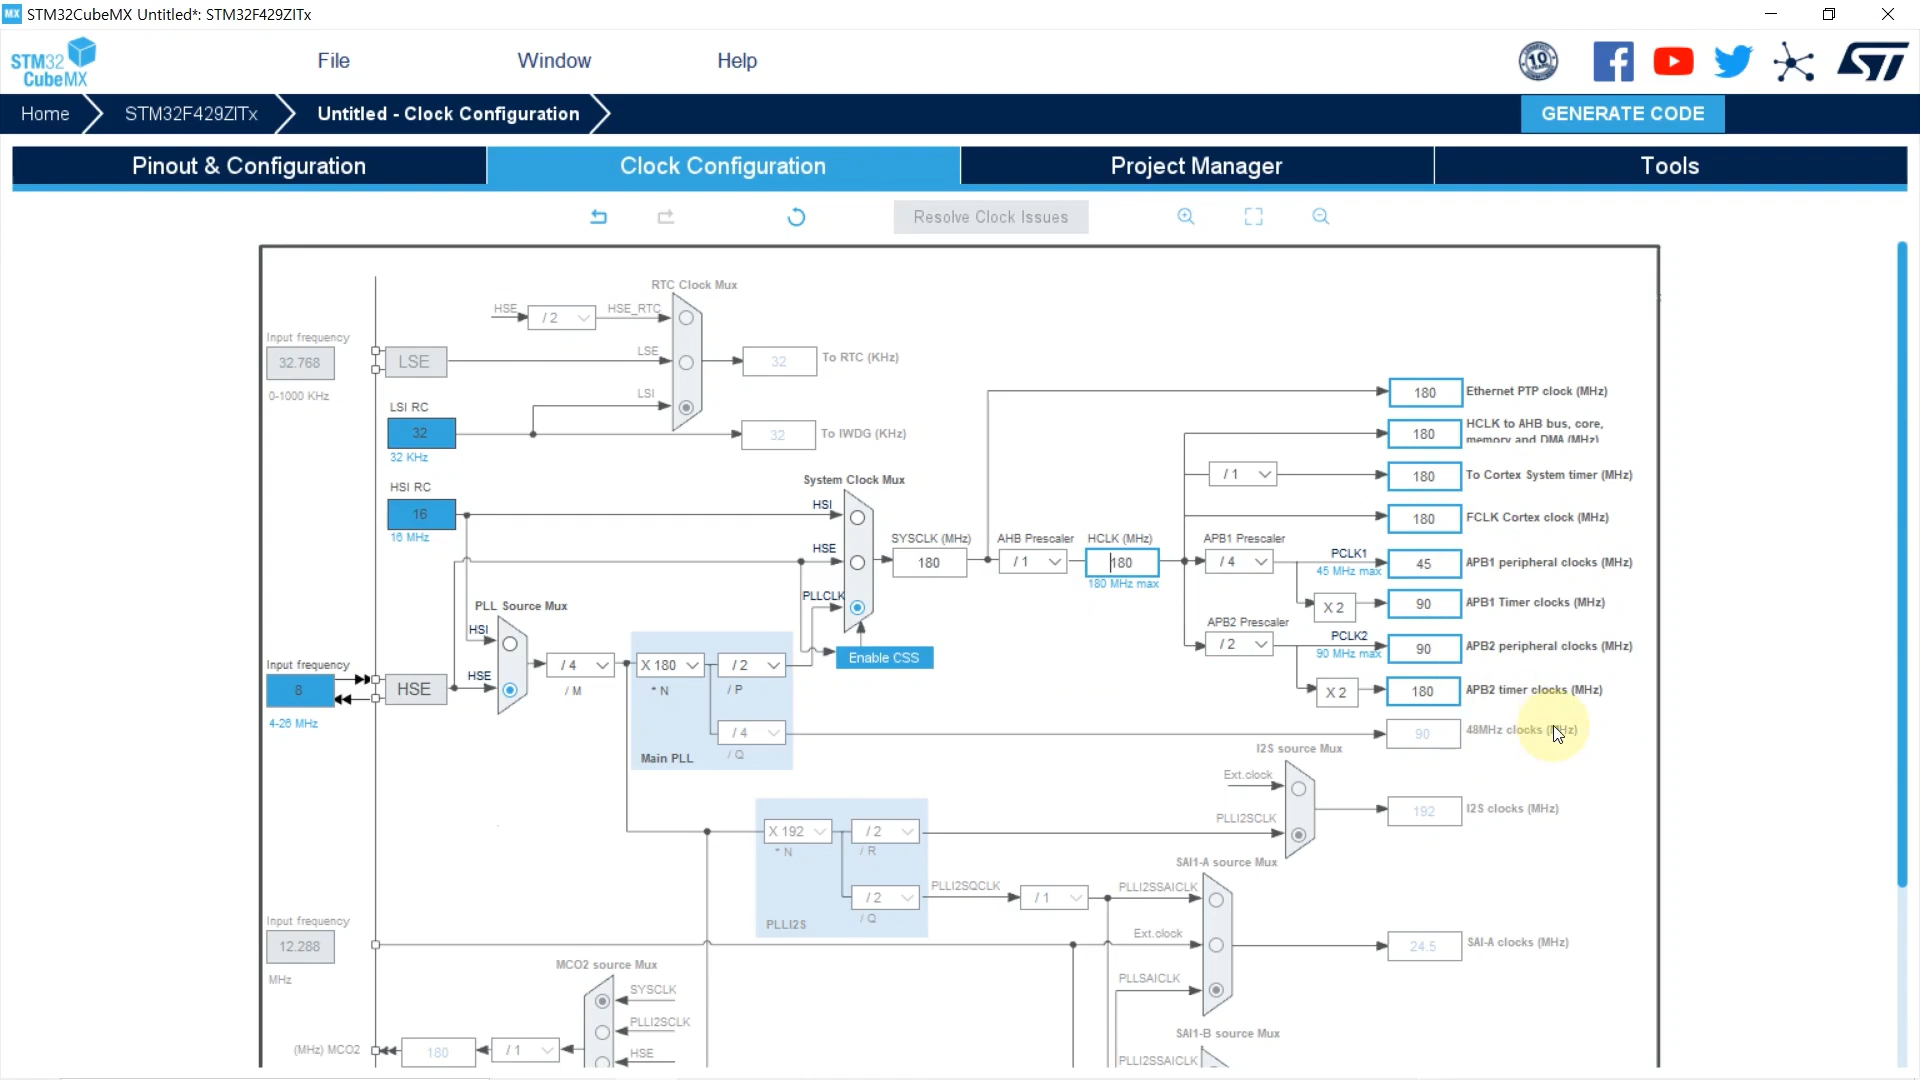 MX STM32CubeMX Untitled*: STM32F429ZITx
STM32
CubeMX
File
Window
Help
10
Home
STM32F429ZITx
Untitled - Clock Configuration
GENERATE CODE
Pinout & Configuration
Clock Configuration
Project Manager
Tools
Resolve Clock Issues
RTC Clock Mux
HSE
/ 2
HSE_RTC
Input frequency
32.768
0-1000 KHz
LSE
LSE
32
To RTC (KHz)
LSI
LSI RC
32
32 KHz
32
To IWDG (KHz)
HSI RC
16
16 MHz
System Clock Mux
HSI
HSE
PLLCLK
SYSCLK (MHz)
180
AHB Prescaler
/ 1
HCLK (MHz)
180
180 MHz max
180
Ethernet PTP clock (MHz)
180
HCLK to AHB bus, core,
memory and DMA (MHz)
/ 1
180
To Cortex System timer (MHz)
180
FCLK Cortex clock (MHz)
APB1 Prescaler
/ 4
PCLK1
45 MHz max
45
APB1 peripheral clocks (MHz)
X 2
90
APB1 Timer clocks (MHz)
APB2 Prescaler
/ 2
PCLK2
90 MHz max
90
APB2 peripheral clocks (MHz)
X 2
180
APB2 timer clocks (MHz)
90
48MHz clocks (MHz)
PLL Source Mux
HSI
HSE
Input frequency
8
4-26 MHz
HSE
/ 4
/ M
X 180
* N
/ 2
/ P
/ 4
/ Q
Main PLL
Enable CSS
I2S source Mux
Ext.clock
PLLI2SCLK
192
I2S clocks (MHz)
X 192
* N
/ 2
/ R
/ 2
/ Q
PLLI2S
PLLI2SQCLK
/ 1
SAI1-A source Mux
PLLI2SSAICLK
Ext.clock
PLLSAICLK
24.5
SAI-A clocks (MHz)
Input frequency
12.288
MHz
MCO2 source Mux
SYSCLK
PLLI2SCLK
HSE
(MHz) MCO2
180
/ 1
SAI1-B source Mux
PLLI2SSAICLK